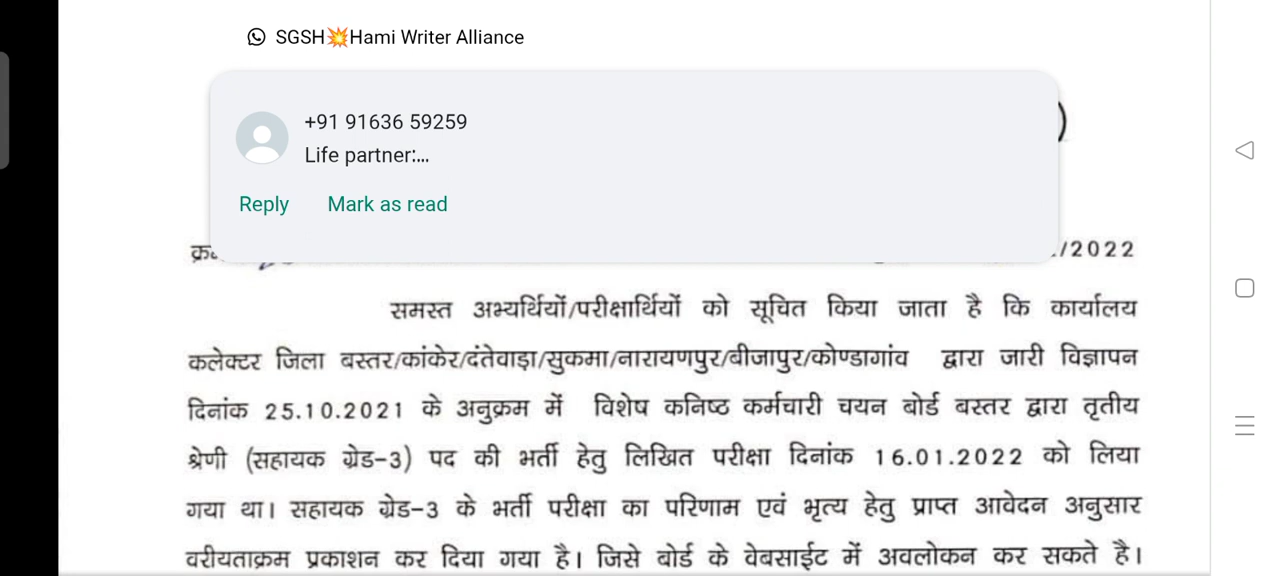 SGSH💥Hami Writer Alliance
+91 91636 59259
Life partner:...
Reply Mark as read
/2022
समस्त अभ्यर्थियों/परीक्षार्थियों को सूचित किया जाता है कि कार्यालय
कलेक्टर जिला बस्तर/कांकेर/दंतेवाड़ा/सुकमा/नारायणपुर/बीजापुर/कोण्डागांव द्वारा जारी विज्ञापन
दिनांक 25.10.2021 के अनुक्रम में विशेष कनिष्ठ कर्मचारी चयन बोर्ड बस्तर द्वारा तृतीय
श्रेणी (सहायक ग्रेड-3) पद की भर्ती हेतु लिखित परीक्षा दिनांक 16.01.2022 को लिया
गया था। सहायक ग्रेड-3 के भर्ती परीक्षा का परिणाम एवं भृत्य हेतु प्राप्त आवेदन अनुसार
वरीयताक्रम प्रकाशन कर दिया गया है। जिसे बोर्ड के वेबसाईट में अवलोकन कर सकते है।